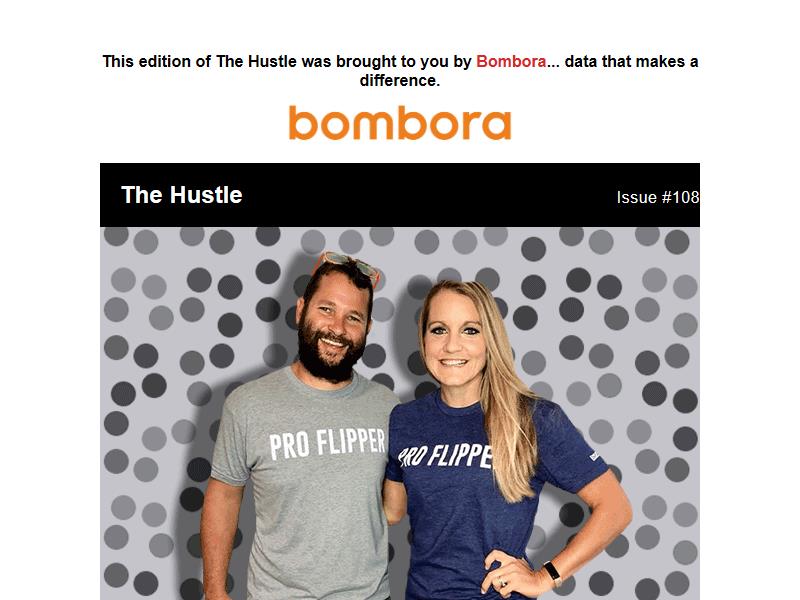 This edition of The Hustle was brought to you by Bombora... data that makes a
difference.
bombora
The Hustle
Issue #108
PRO FLIPPER
PRO FLIPPE